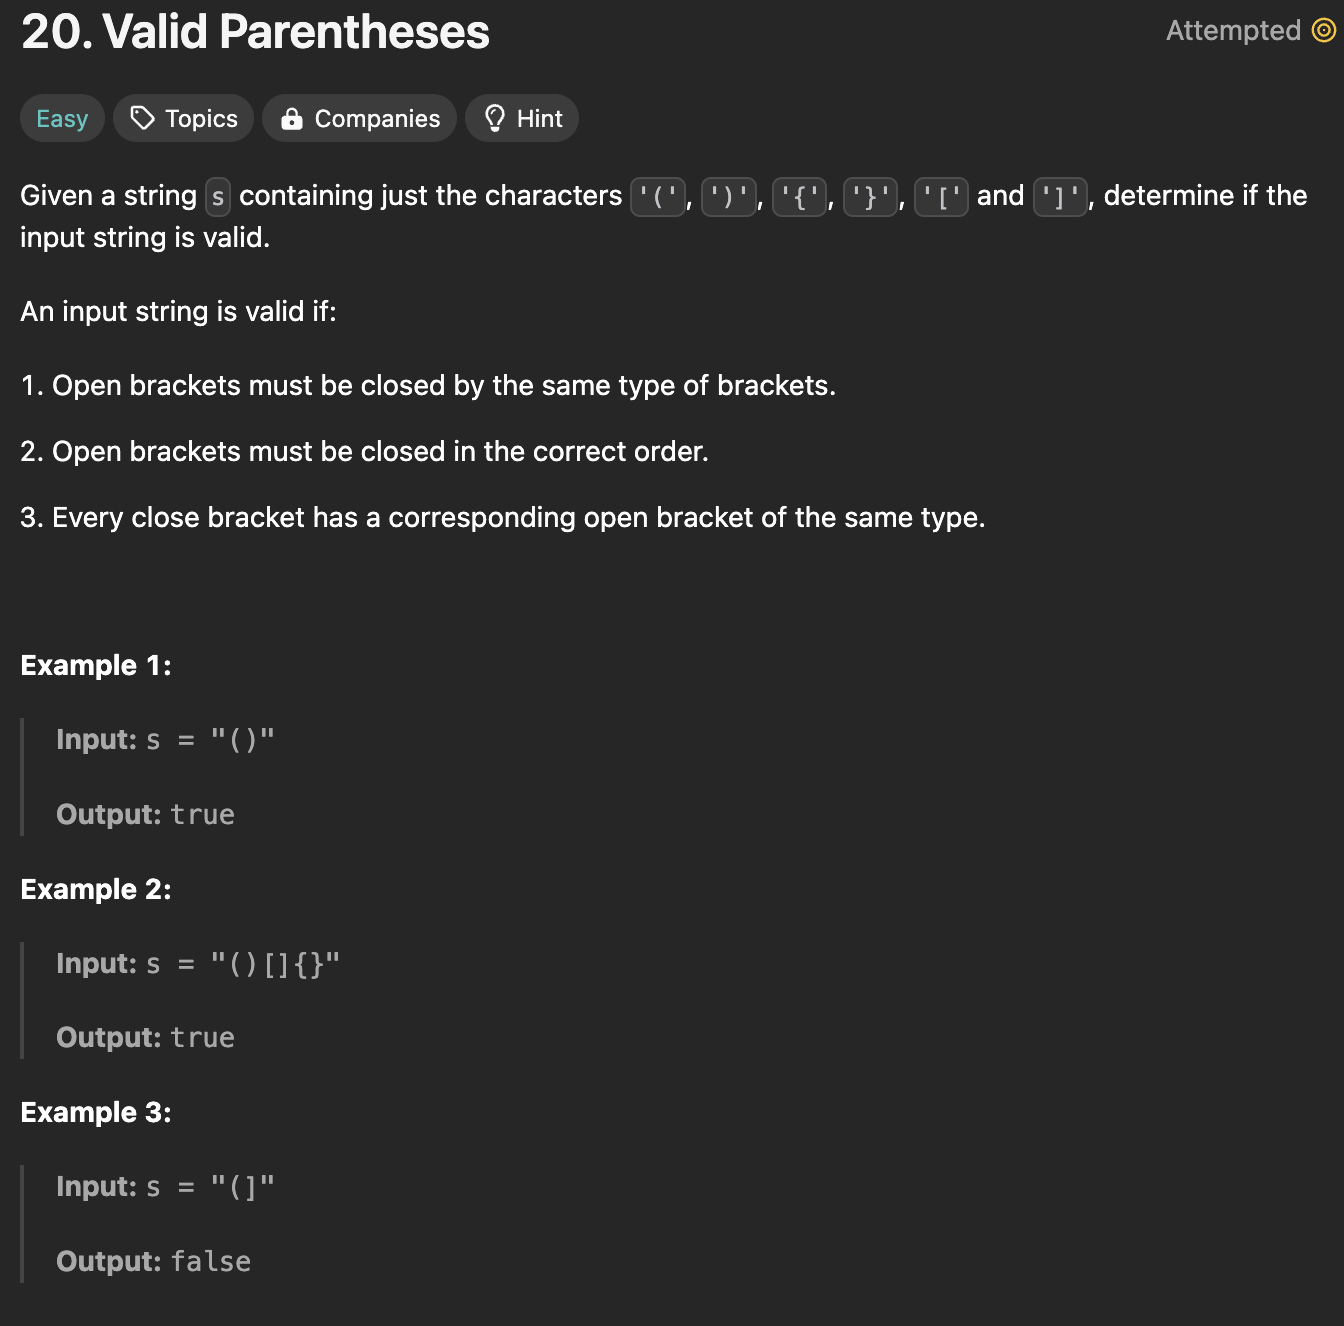 20. Valid Parentheses
Attempted
Easy
Topics
Companies
Hint
Given a string s containing just the characters '(', ')', '{', '}', '[' and ']', determine if the
input string is valid.
An input string is valid if:
1. Open brackets must be closed by the same type of brackets.
2. Open brackets must be closed in the correct order.
3. Every close bracket has a corresponding open bracket of the same type.
Example 1:
Input: s = "()"
Output: true
Example 2:
Input: s = "()[]{}"
Output: true
Example 3:
Input: s = "(]"
Output: false